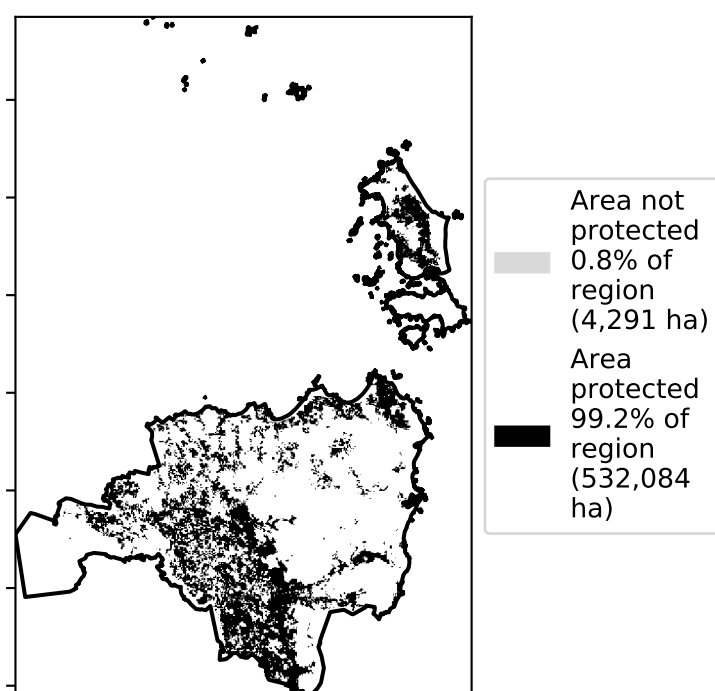 Area not
protected
0.8% of
region
(4,291 ha)
Area
protected
99.2% of
region
(532,084
ha)